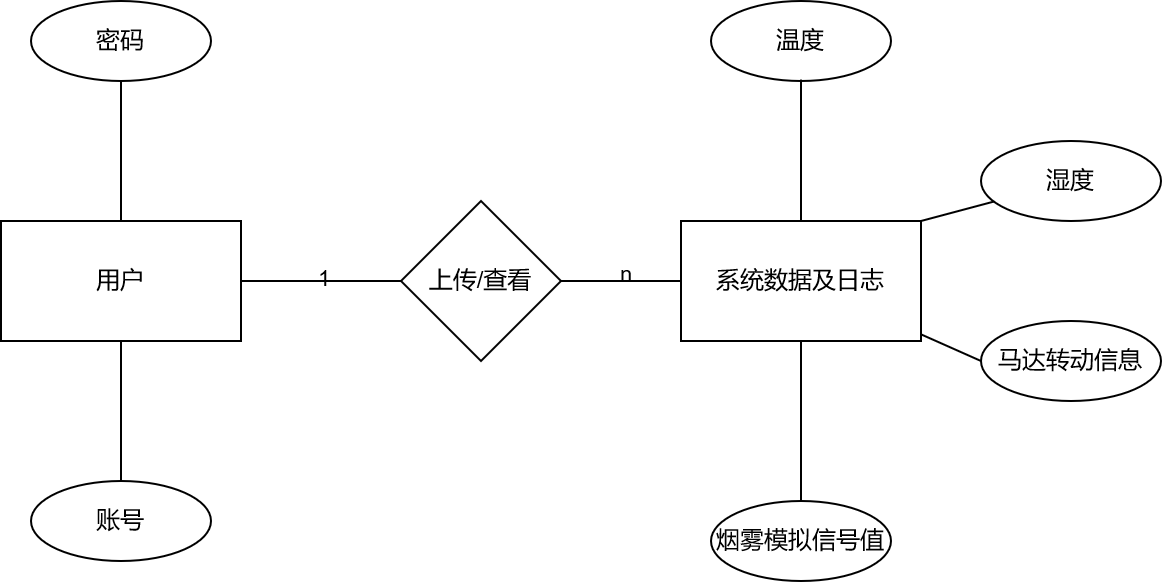 密码
温度
湿度
用户
1
上传/查看
n
系统数据及日志
马达转动信息
账号
烟雾模拟信号值